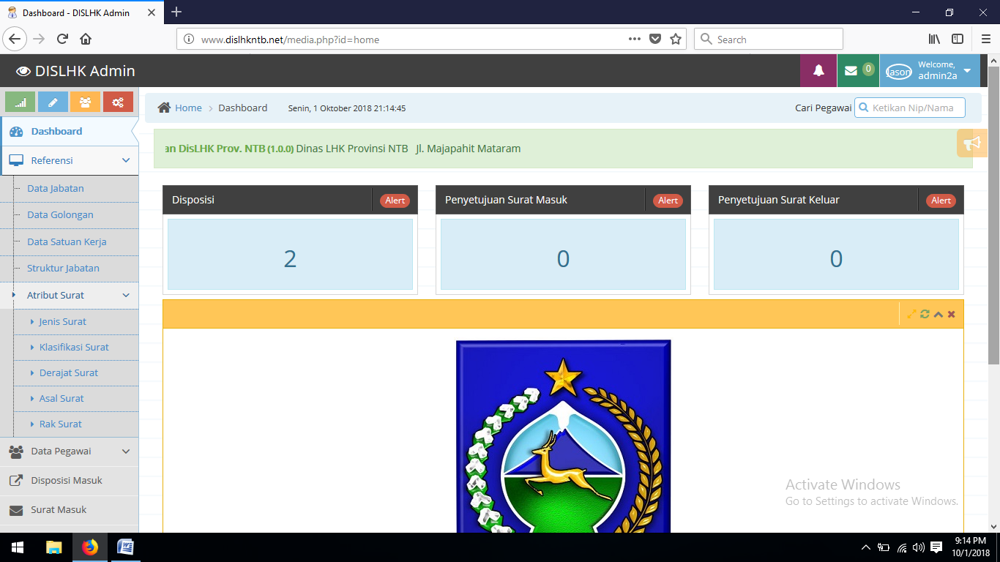 Dashboard - DISLHK Admin
www.dislhkntb.net/media.php?id=home
Search
DISLHK Admin
0
Jason
Welcome,
admin2a
Home
Dashboard
Senin, 1 Oktober 2018 21:14:45
Cari Pegawai
Ketikan Nip/Nama
Dashboard
Referensi
Data Jabatan
Data Golongan
Data Satuan Kerja
Struktur Jabatan
Atribut Surat
Jenis Surat
Klasifikasi Surat
Derajat Surat
Asal Surat
Rak Surat
Data Pegawai
Disposisi Masuk
Surat Masuk
an DisLHK Prov. NTB (1.0.0) Dinas LHK Provinsi NTB Jl. Majapahit Mataram
Disposisi
Alert
2
Penyetujuan Surat Masuk
Alert
0
Penyetujuan Surat Keluar
Alert
0
Activate Windows
Go to Settings to activate Windows.
9:14 PM
10/1/2018